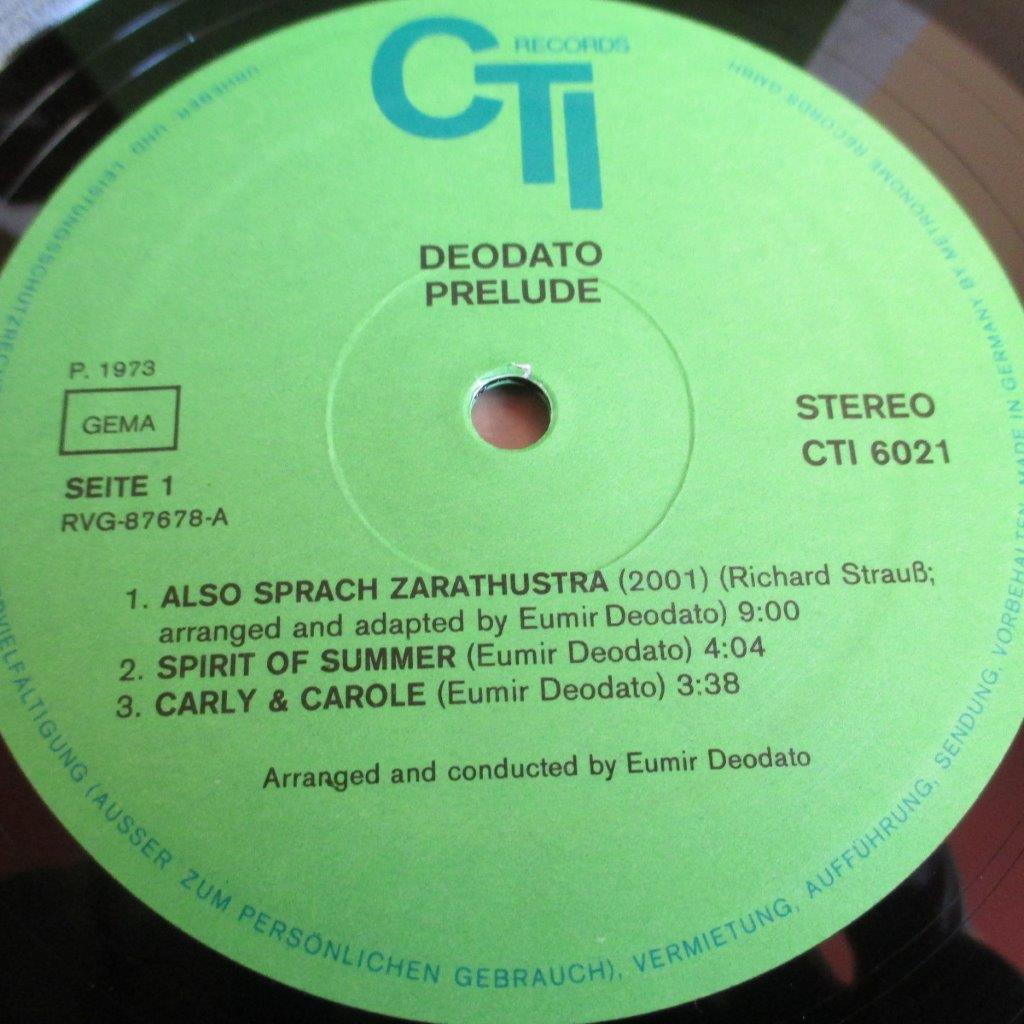 CTI RECORDS
DEODATO
PRELUDE
P. 1973
GEMA
SEITE 1
RVG-87678-A
STEREO
CTI 6021
1. ALSO SPRACH ZARATHUSTRA (2001) (Richard Strauß;
arranged and adapted by Eumir Deodato) 9:00
2. SPIRIT OF SUMMER (Eumir Deodato) 4:04
3. CARLY & CAROLE (Eumir Deodato) 3:38
Arranged and conducted by Eumir Deodato
URHEBER UND
(AUSSER ZUM PERSÖNLICHEN GEBRAUCH), VERMIETUNG, AUFFÜHRUNG, SENDUNG, VORBEHALTEN. MADE IN GERMANY BY METRONOME RECORDS GMBH